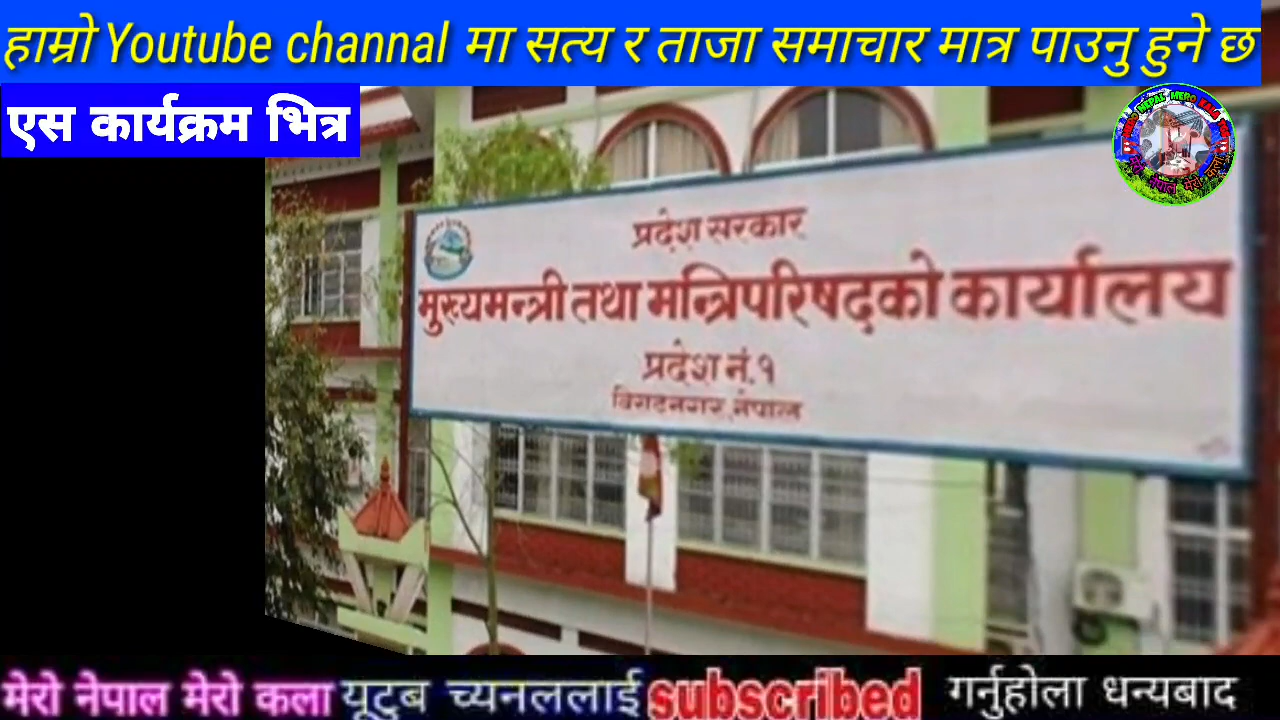 हाम्रो Youtube channal मा सत्य र ताजा समाचार मात्र पाउनु हुने छ
एस कार्यक्रम भित्र
प्रदेश सरकार
मुख्यमन्त्री तथा मन्त्रिपरिषद्को कार्यालय
प्रदेश नं. १
विराटनगर, नेपाल
मेरो नेपाल मेरो कला यूटुब च्यनललाई subscribed गर्नुहोला धन्यबाद